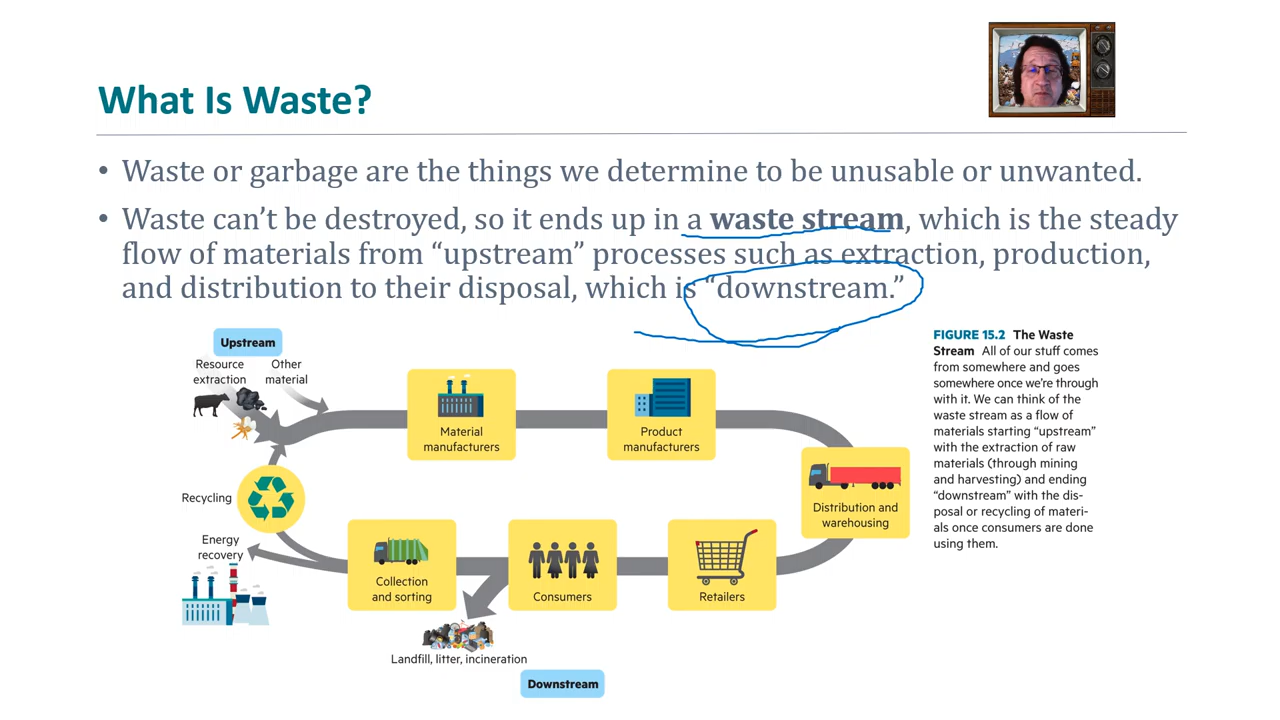 What Is Waste?
• Waste or garbage are the things we determine to be unusable or unwanted.
• Waste can’t be destroyed, so it ends up in a waste stream, which is the steady
flow of materials from “upstream” processes such as extraction, production,
and distribution to their disposal, which is “downstream.”
Upstream
Resource
extraction
Other
material
Material
manufacturers
Product
manufacturers
Distribution and
warehousing
Recycling
Energy
recovery
Collection
and sorting
Consumers
Retailers
Landfill, litter, incineration
Downstream
FIGURE 15.2 The Waste
Stream All of our stuff comes
from somewhere and goes
somewhere once we’re through
with it. We can think of the
waste stream as a flow of
materials starting “upstream”
with the extraction of raw
materials (through mining
and harvesting) and ending
“downstream” with the dis-
posal or recycling of materi-
als once consumers are done
using them.